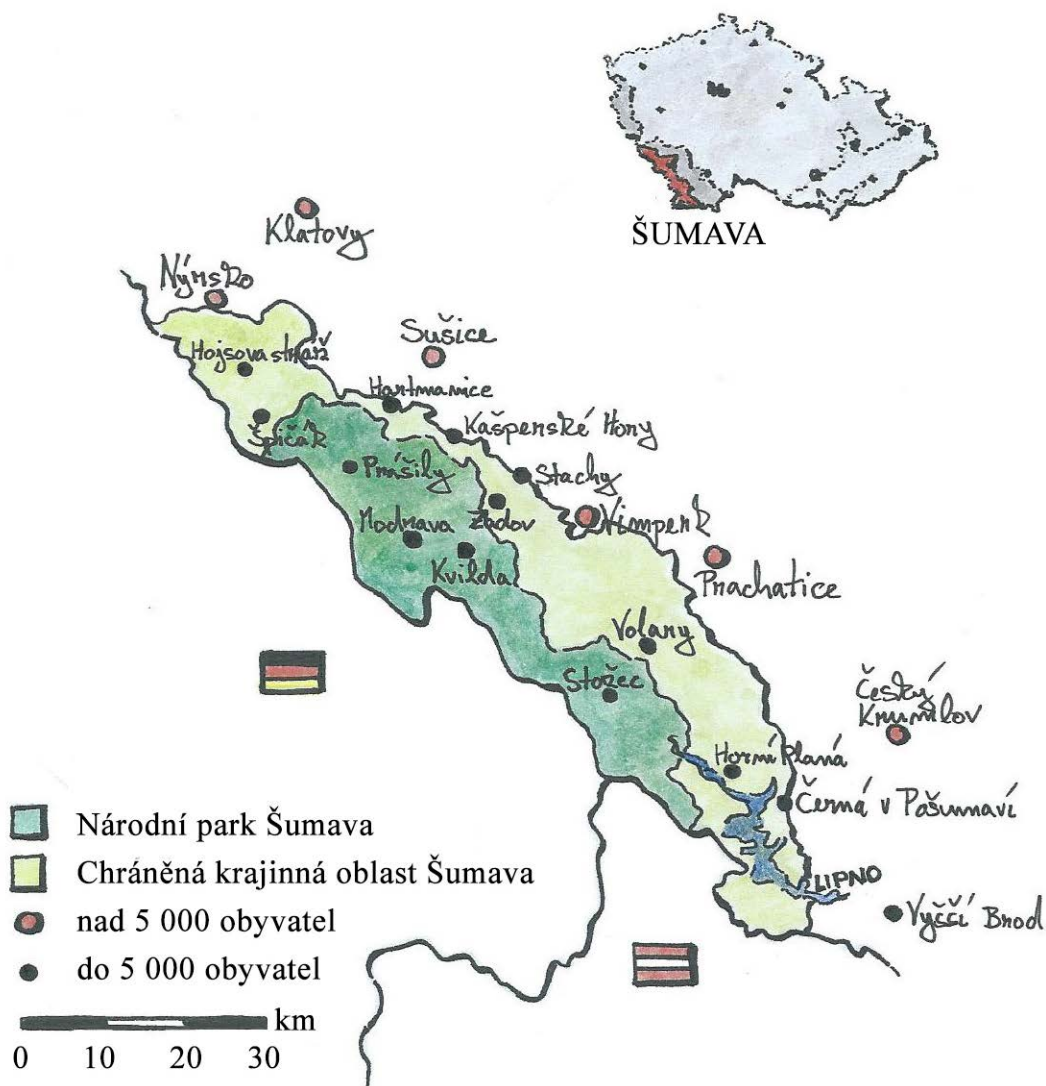 ŠUMAVA
Klatovy
Nýrsko
Sušice
Hojsova stráž
Hartmanice
Špičák
Kašperské Hory
Prášily
Stachy
Modrava
Zadov
Vimperk
Kvilda
Prachatice
Volary
Stožec
Český
Krumlov
Horní Planá
Černá v Pošumaví
LIPNO
Vyšší Brod
Národní park Šumava
Chráněná krajinná oblast Šumava
nad 5 000 obyvatel
do 5 000 obyvatel
km
0 10 20 30